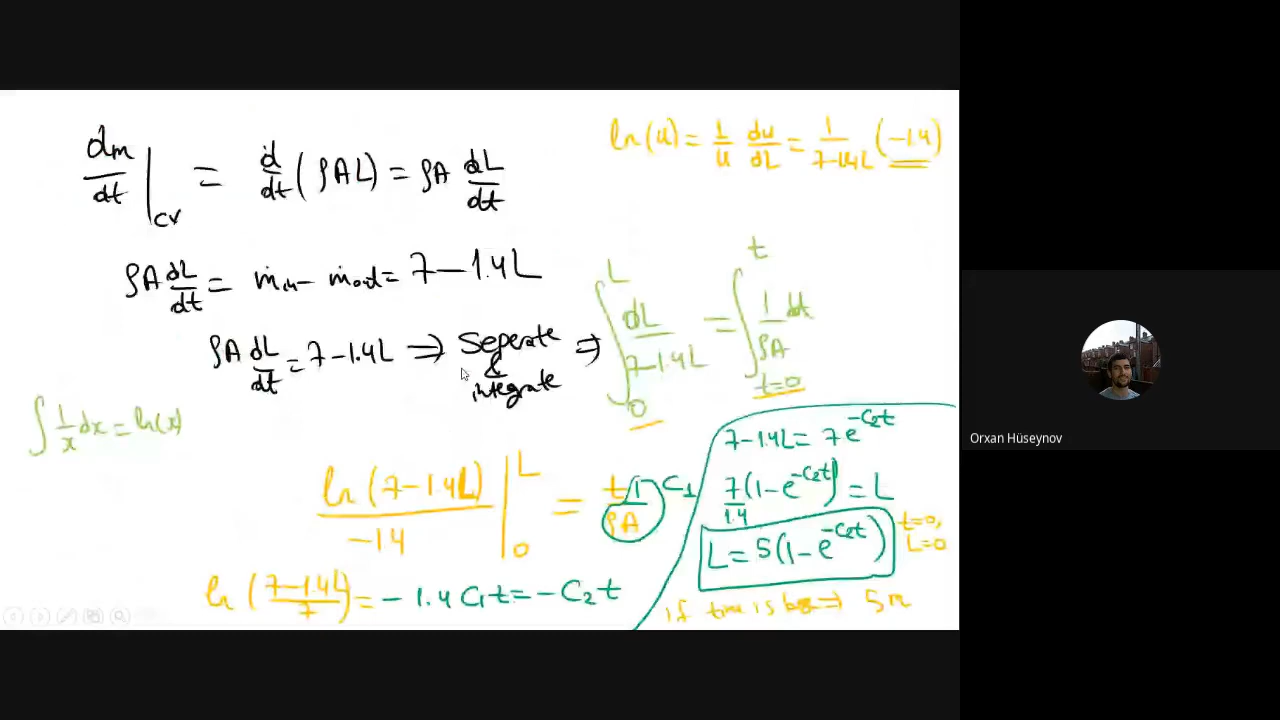 dm/dt |CV = d/dt (ρAL) = ρA dL/dt
ln(u) = 1/u du/dL = 1/(7-1.4L) (-1.4)
ρA dL/dt = ṁin - ṁout = 7-1.4L
ρA dL/dt = 7-1.4L ⇒ Seperate & integrate ⇒ ∫₀ᴸ dL/(7-1.4L) = ∫ₜ₌₀ᵗ 1/ρA dt
∫ 1/x dx = ln(x)
ln(7-1.4L)/-1.4 |₀ᴸ = t 1/ρA C₁
ln(7-1.4L/7) = -1.4 C₁t = -C₂t
7-1.4L = 7e^-C₂t
7/1.4 (1-e^-C₂t) = L
L = 5(1-e^-C₂t)
t=0,
L=0
if time is ⇒ 5m
Orxan Hüseynov